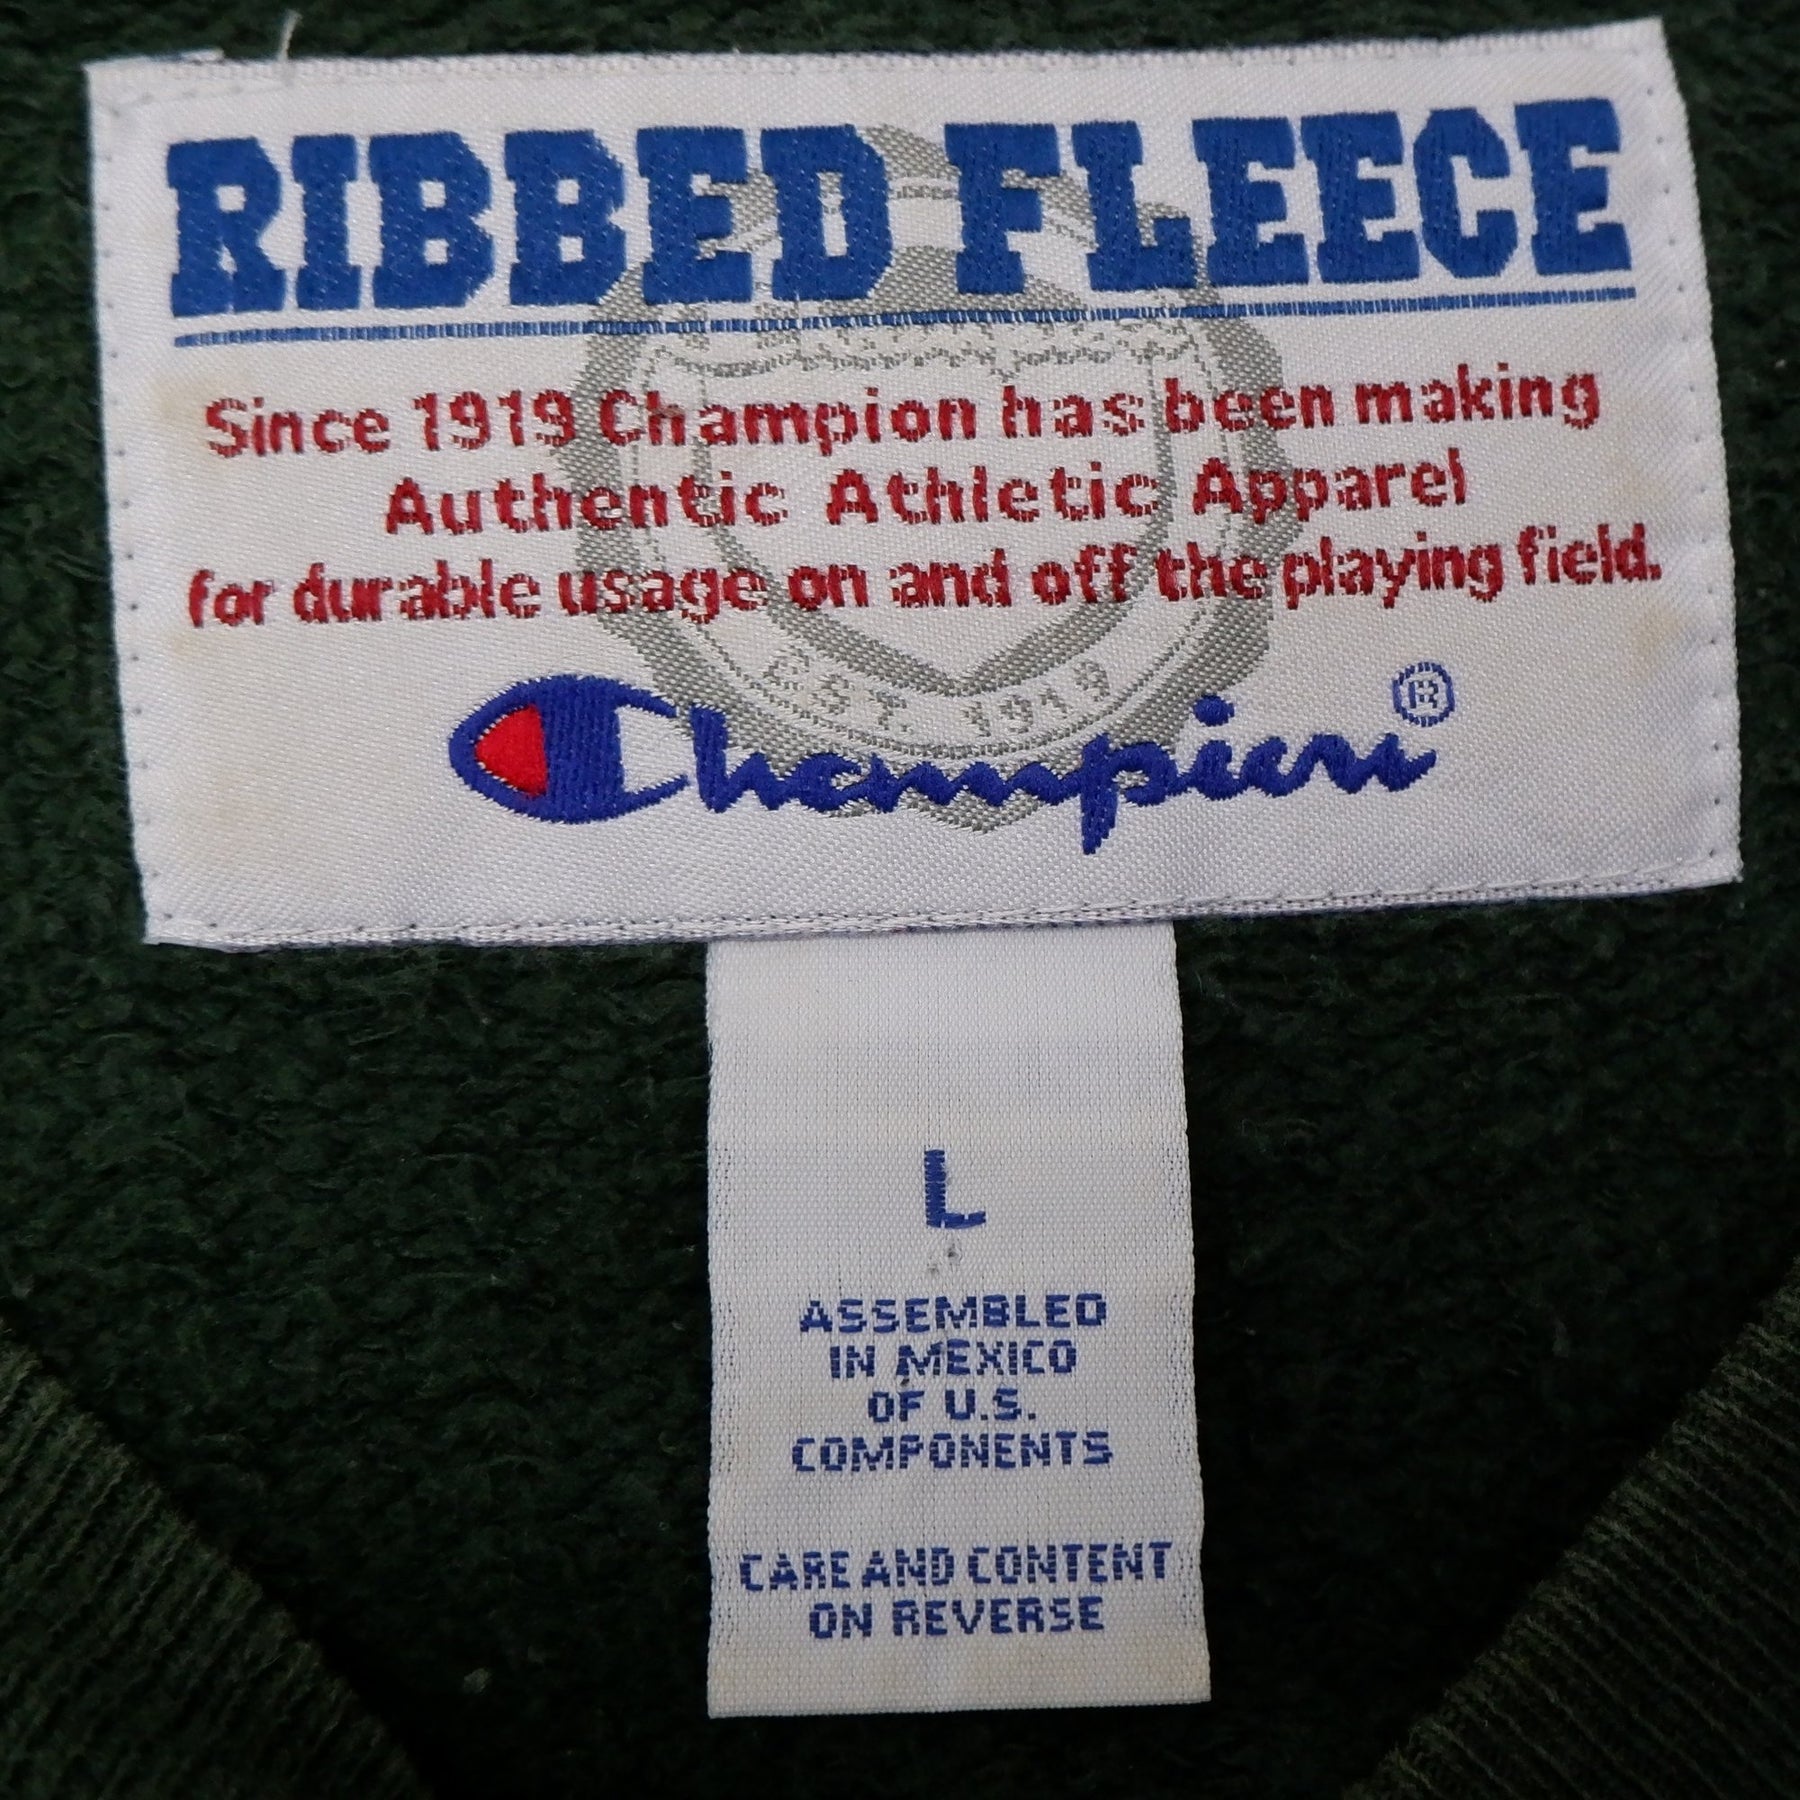 RIBBED FLEECE
Since 1919 Champion has been making
Authentic Athletic Apparel
for durable usage on and off the playing field.
EST. 1919
Champion®
L
ASSEMBLED
IN MEXICO
OF U.S.
COMPONENTS
CARE AND CONTENT
ON REVERSE